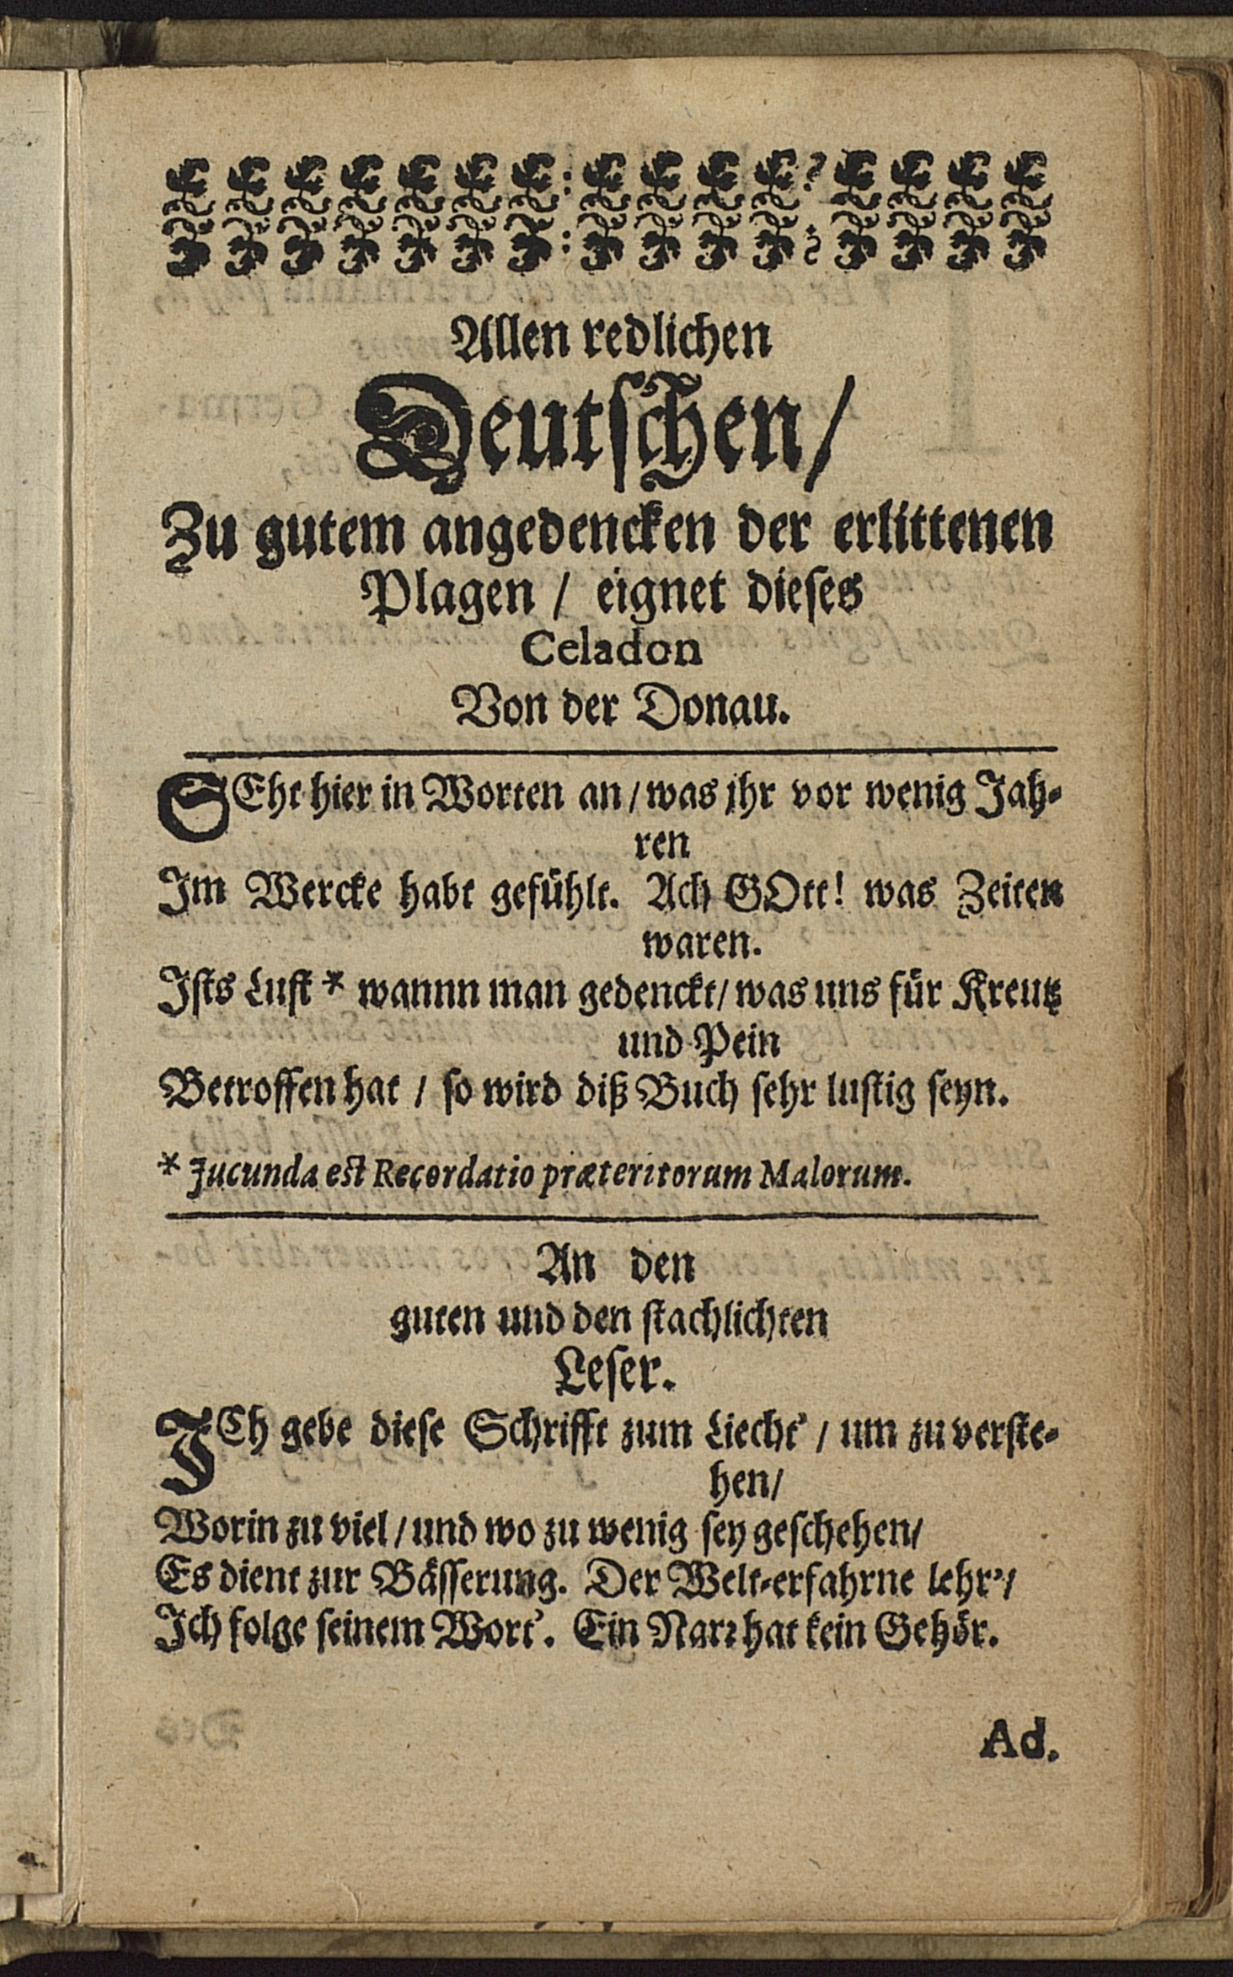 Allen redlichen
Deutschen/
Zu gutem angedencken der erlittenen
Plagen / eignet dieses
Celadon
Von der Donau.
SEht hier in Worten an / was jhr vor wenig Jah-
ren
Im Wercke habt gefühlt. Ach GOtt! was Zeiten
waren.
Ists Lust * wannn man gedenckt / was uns für Kreutz
und Pein
Betroffen hat / so wird diß Buch sehr lustig seyn.
* Jucunda est Recordatio præteritorum Malorum.
An den
guten und den stachlichten
Leser.
ICh gebe diese Schrifft zum Liecht' / um zu verste-
hen/
Worin zu viel / und wo zu wenig sey geschehen/
Es dient zur Bässerung. Der Welt-erfahrne lehr'/
Ich folge seinem Wort'. Ein Narr hat kein Gehör.
Ad.